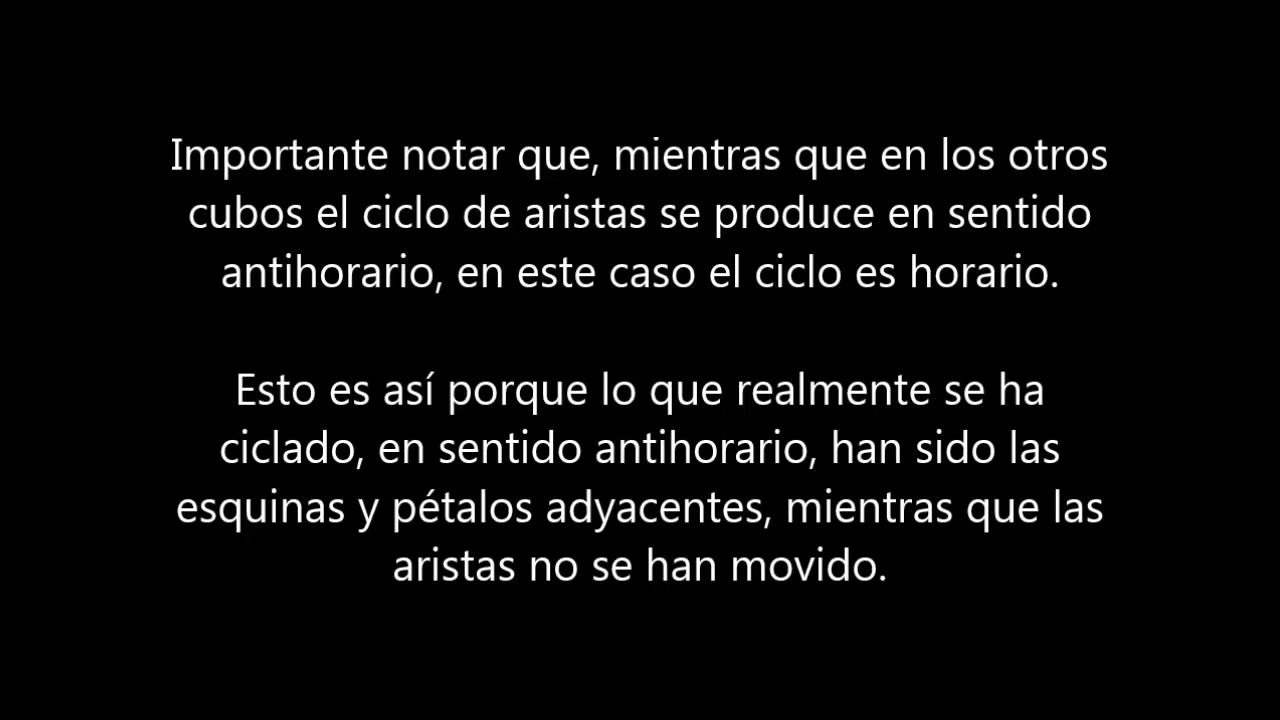 Importante notar que, mientras que en los otros
cubos el ciclo de aristas se produce en sentido
antihorario, en este caso el ciclo es horario.
Esto es así porque lo que realmente se ha
ciclado, en sentido antihorario, han sido las
esquinas y pétalos adyacentes, mientras que las
aristas no se han movido.